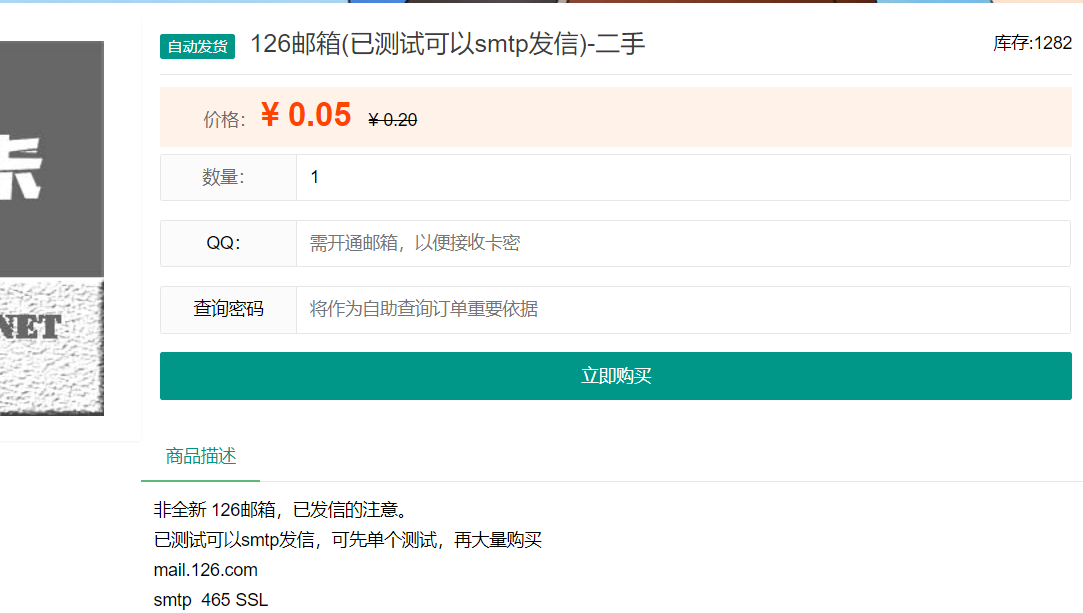 自动发货 126邮箱(已测试可以smtp发信)-二手 库存:1282
价格: ¥ 0.05 ¥ 0.20
卡
数量: 1
QQ: 需开通邮箱，以便接收卡密
NET
查询密码 将作为自助查询订单重要依据
立即购买
商品描述
非全新 126邮箱，已发信的注意。
已测试可以smtp发信，可先单个测试，再大量购买
mail.126.com
smtp 465 SSL